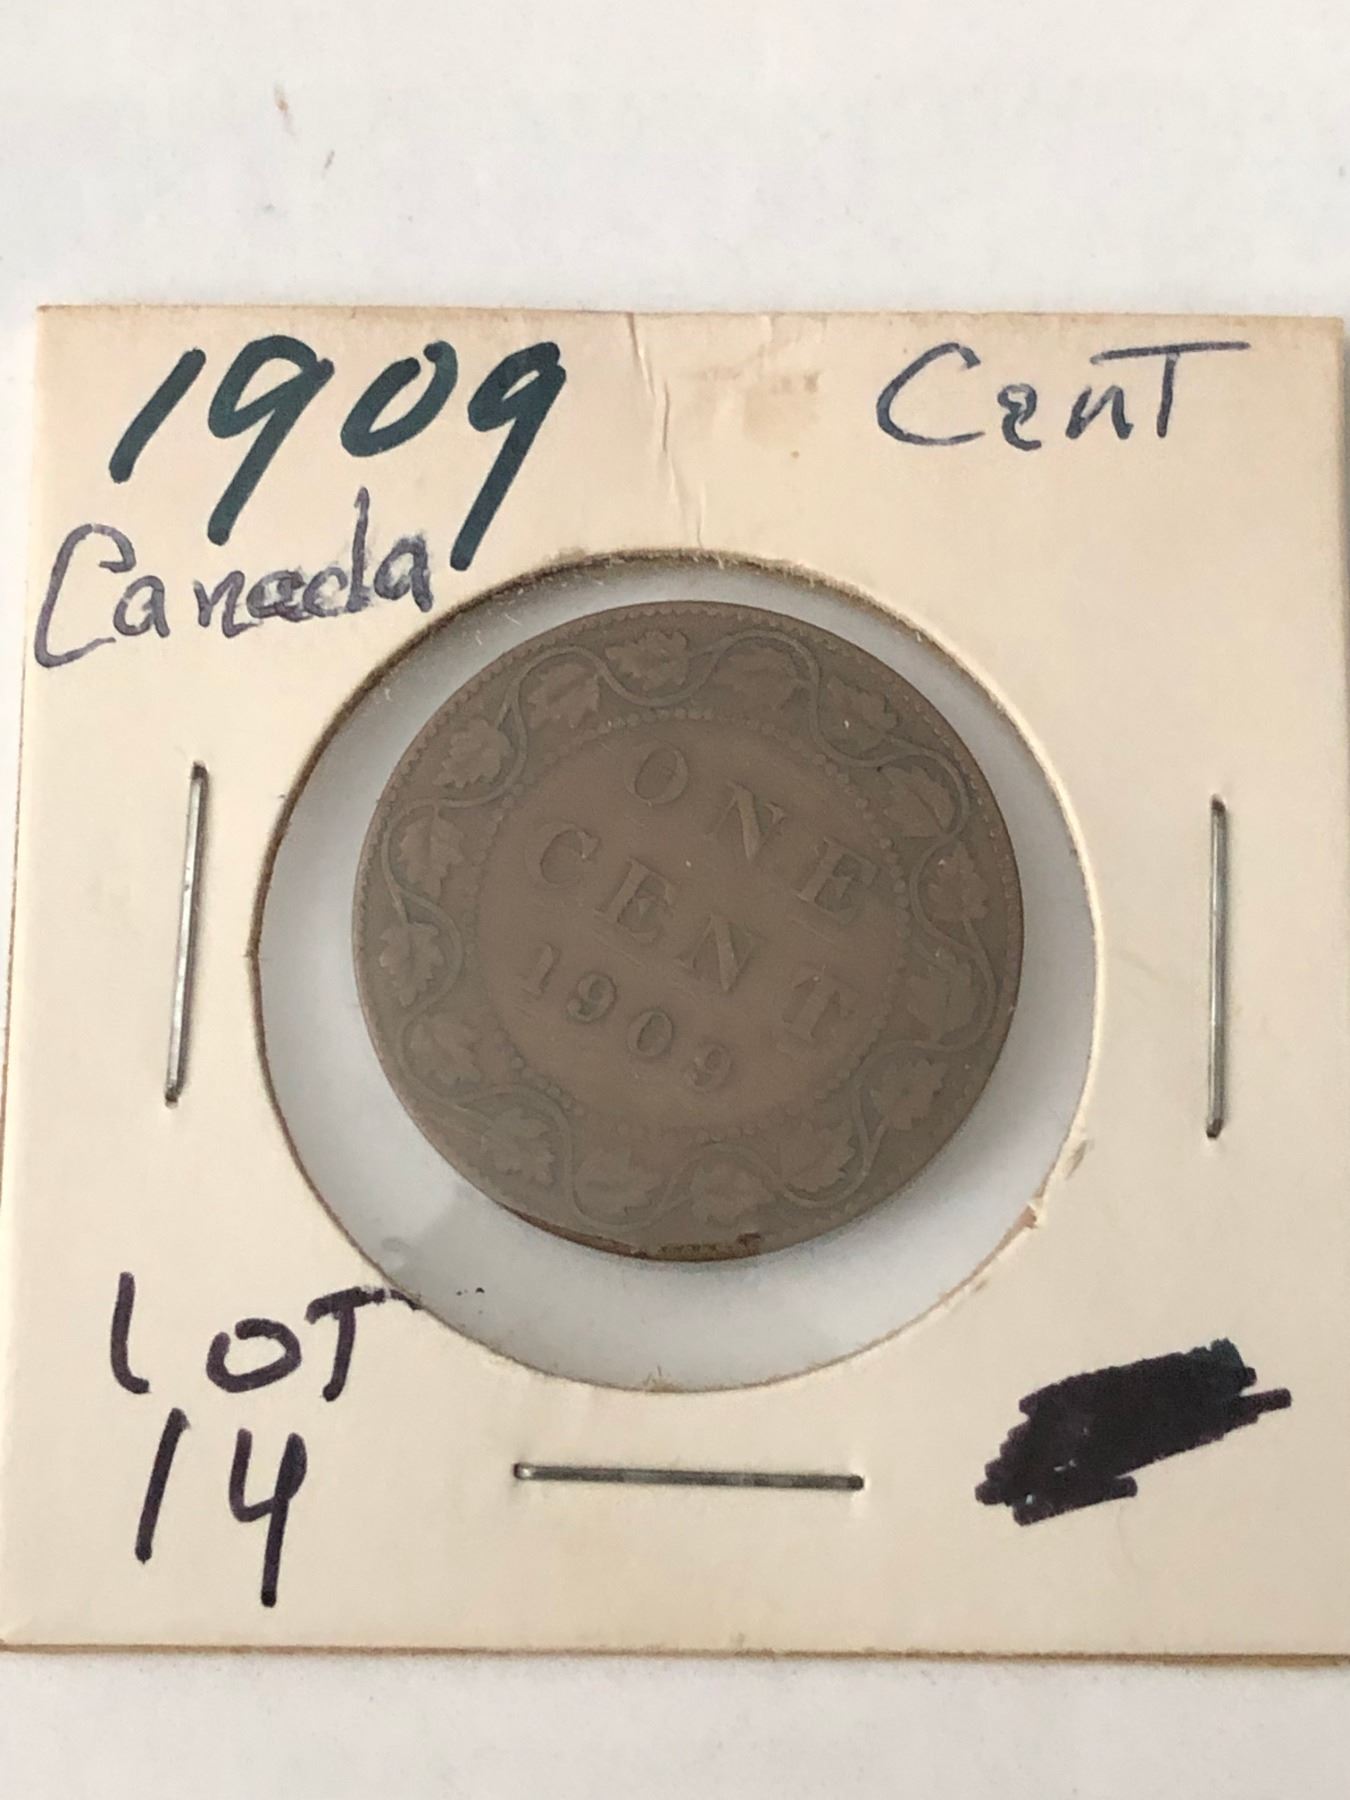 1909 Cent
Canada
ONE
CENT
1909
LOT
14